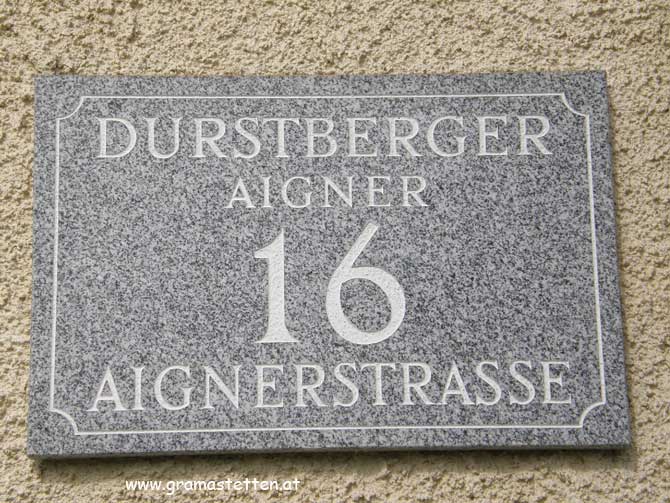 DURSTBERGER
AIGNER
16
AIGNERSTRASSE
www.gramastetten.at